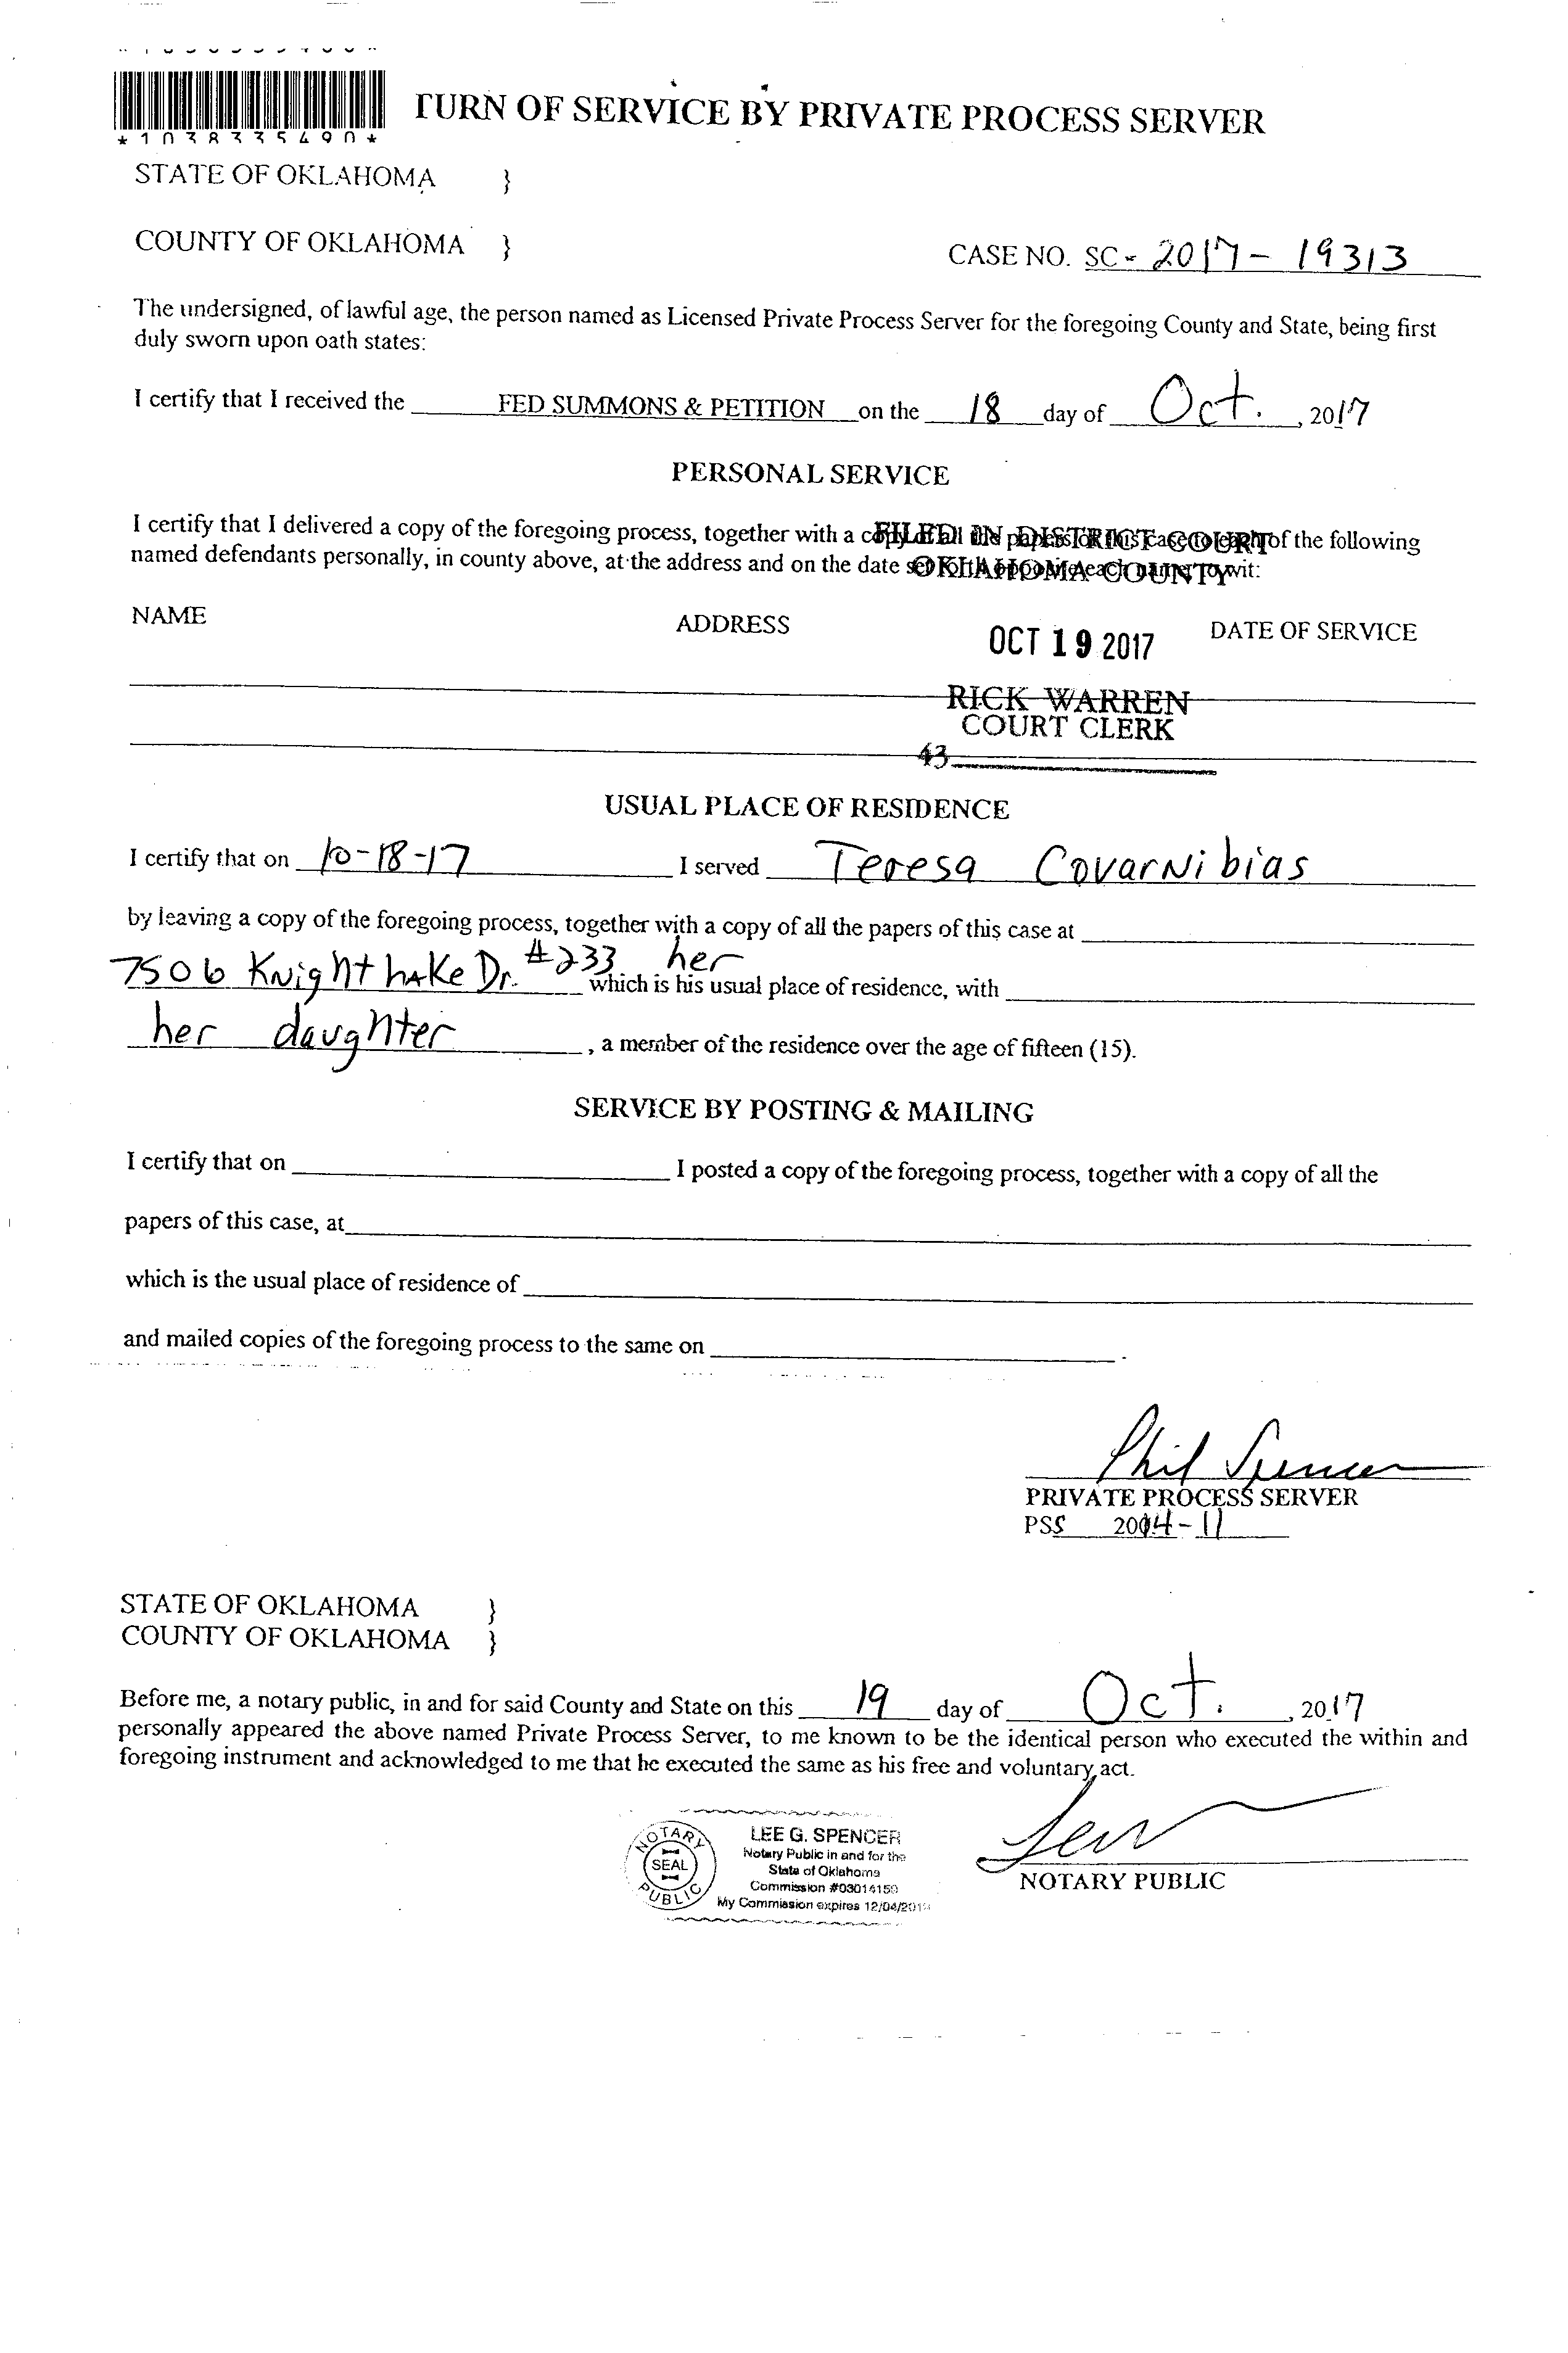 *1038335490*
TURN OF SERVICE BY PRIVATE PROCESS SERVER
STATE OF OKLAHOMA }
COUNTY OF OKLAHOMA }
CASE NO. SC - 2017 - 19313
The undersigned, of lawful age, the person named as Licensed Private Process Server for the foregoing County and State, being first
duly sworn upon oath states:
I certify that I received the FED SUMMONS & PETITION on the 18 day of Oct. , 2017
PERSONAL SERVICE
I certify that I delivered a copy of all the papers of this case to each of the following
FILED IN DISTRICT COURT
named defendants personally, in county above, at the address and on the date set forth opposite each name, to wit:
OKLAHOMA COUNTY
NAME ADDRESS DATE OF SERVICE
OCT 19 2017
RICK WARREN
COURT CLERK
43
USUAL PLACE OF RESIDENCE
I certify that on 10-18-17 I served Teresa Covarnibias
by leaving a copy of the foregoing process, together with a copy of all the papers of this case at
7506 Knight Lake Dr. #233 her which is his usual place of residence, with
her daughter , a member of the residence over the age of fifteen (15).
SERVICE BY POSTING & MAILING
I certify that on I posted a copy of the foregoing process, together with a copy of all the
papers of this case, at
which is the usual place of residence of
and mailed copies of the foregoing process to the same on .
Phil Spencer
PRIVATE PROCESS SERVER
PSS 2004-11
STATE OF OKLAHOMA }
COUNTY OF OKLAHOMA }
Before me, a notary public, in and for said County and State on this 19 day of Oct. , 2017
personally appeared the above named Private Process Server, to me known to be the identical person who executed the within and
foregoing instrument and acknowledged to me that he executed the same as his free and voluntary act.
NOTARY PUBLIC SEAL
LEE G. SPENCER
Notary Public in and for the
State of Oklahoma
Commission #03014159
My Commission expires 12/04/201
NOTARY PUBLIC